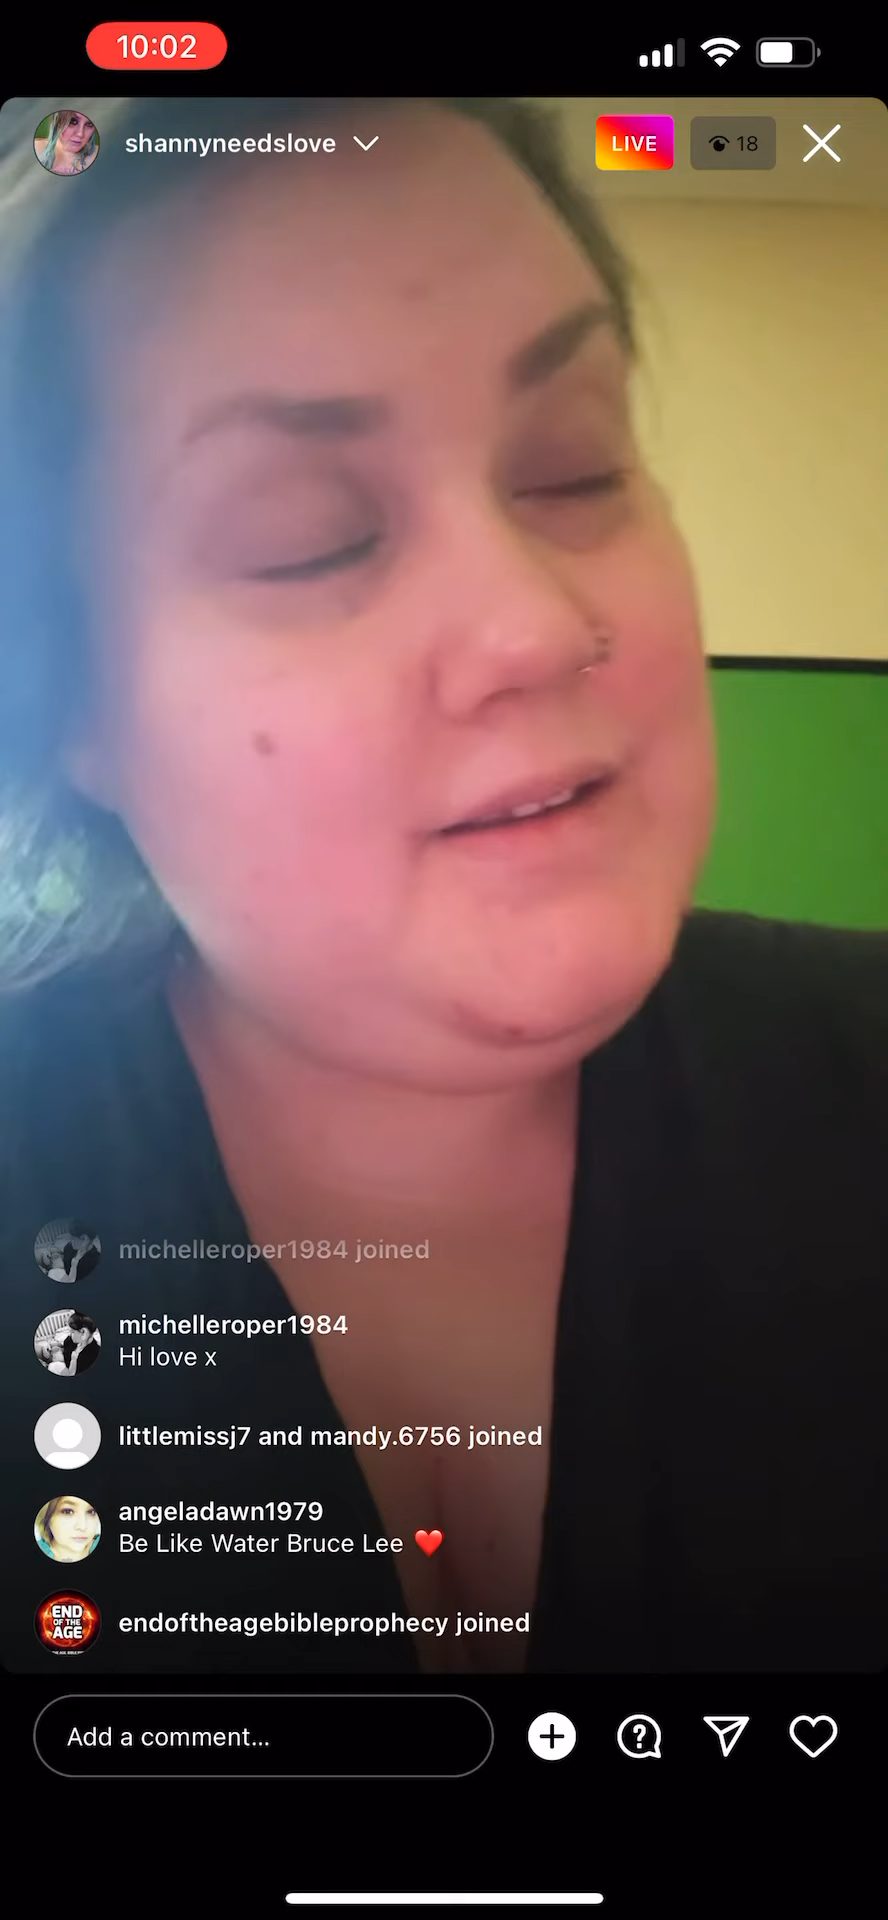 10:02
shannyneedslove
LIVE
18
michelleroper1984 joined
michelleroper1984
Hi love x
littlemissj7 and mandy.6756 joined
angeladawn1979
Be Like Water Bruce Lee ❤️
END
OF THE
AGE
endoftheagebibleprophecy joined
Add a comment...